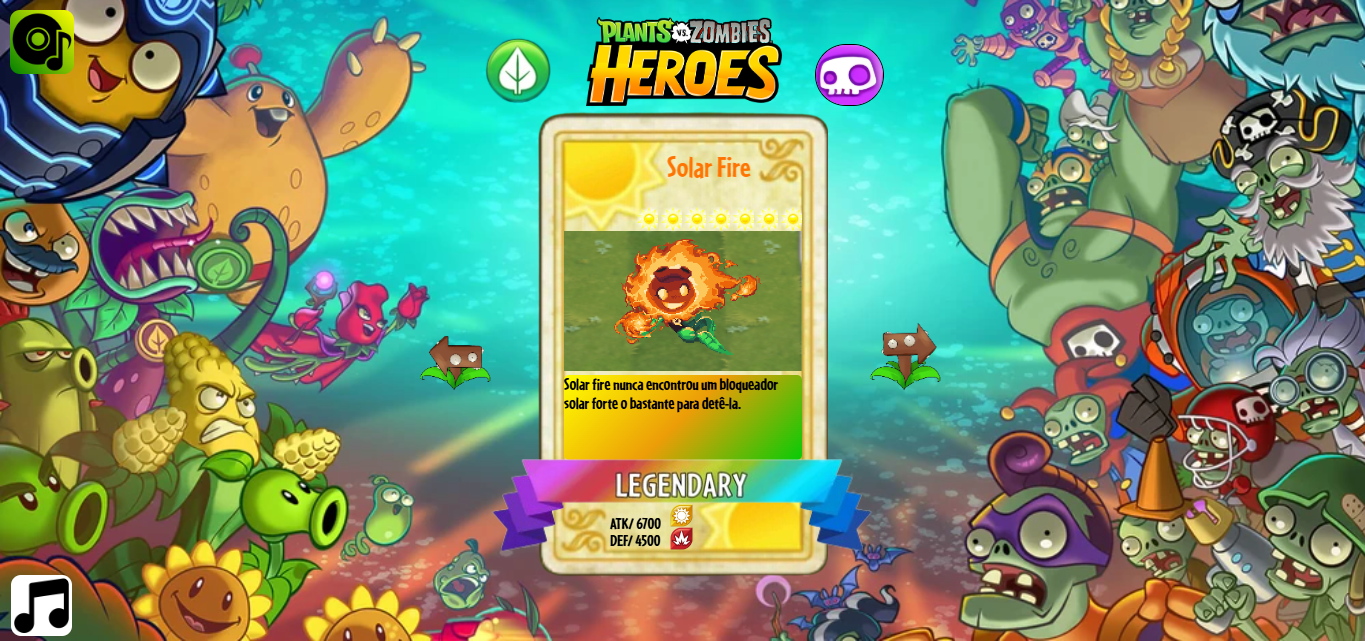 PLANTS VS. ZOMBIES
HEROES
Solar Fire
Solar fire nunca encontrou um bloqueador
solar forte o bastante para detê-la.
LEGENDARY
ATK/ 6700
DEF/ 4500